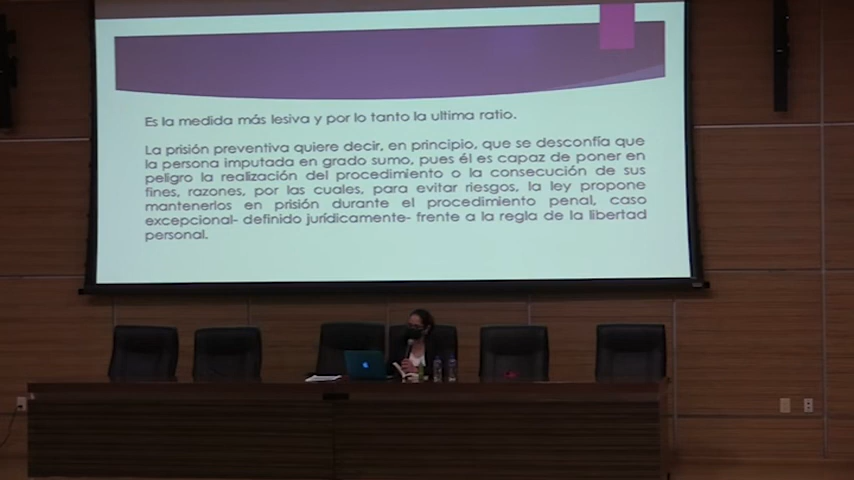 Es la medida más lesiva y por lo tanto la ultima ratio.
La prisión preventiva quiere decir, en principio, que se desconfía que
la persona imputada en grado sumo, pues él es capaz de poner en
peligro la realización del procedimiento o la consecución de sus
fines, razones, por las cuales, para evitar riesgos, la ley propone
mantenerlos en prisión durante el procedimiento penal, caso
excepcional- definido jurídicamente- frente a la regla de la libertad
personal.